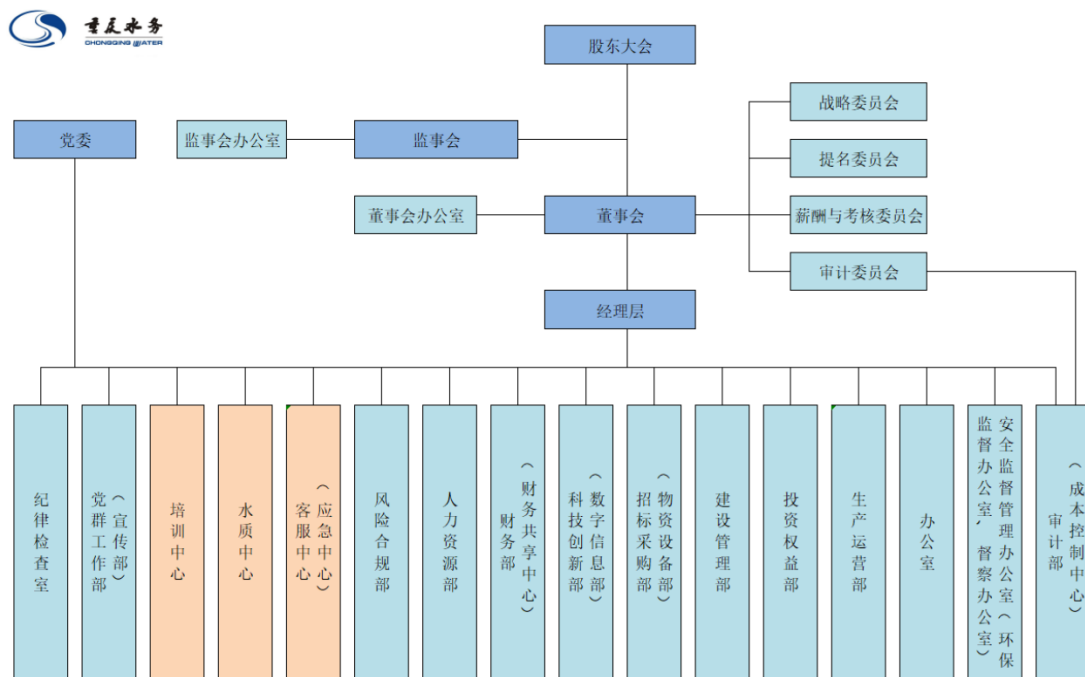 重庆水务
CHONGQING WATER
股东大会
战略委员会
党委
监事会办公室
监事会
提名委员会
董事会办公室
董事会
薪酬与考核委员会
审计委员会
经理层
纪律检查室
党群工作部
（宣传部）
培训中心
水质中心
客服中心
（应急中心）
风险合规部
人力资源部
财务部
（财务共享中心）
科技创新部
（数字信息部）
招标采购部
（物资设备部）
建设管理部
投资权益部
生产运营部
办公室
安全监督管理办公室（环保
监督办公室、督察办公室）
审计部
（成本控制中心）